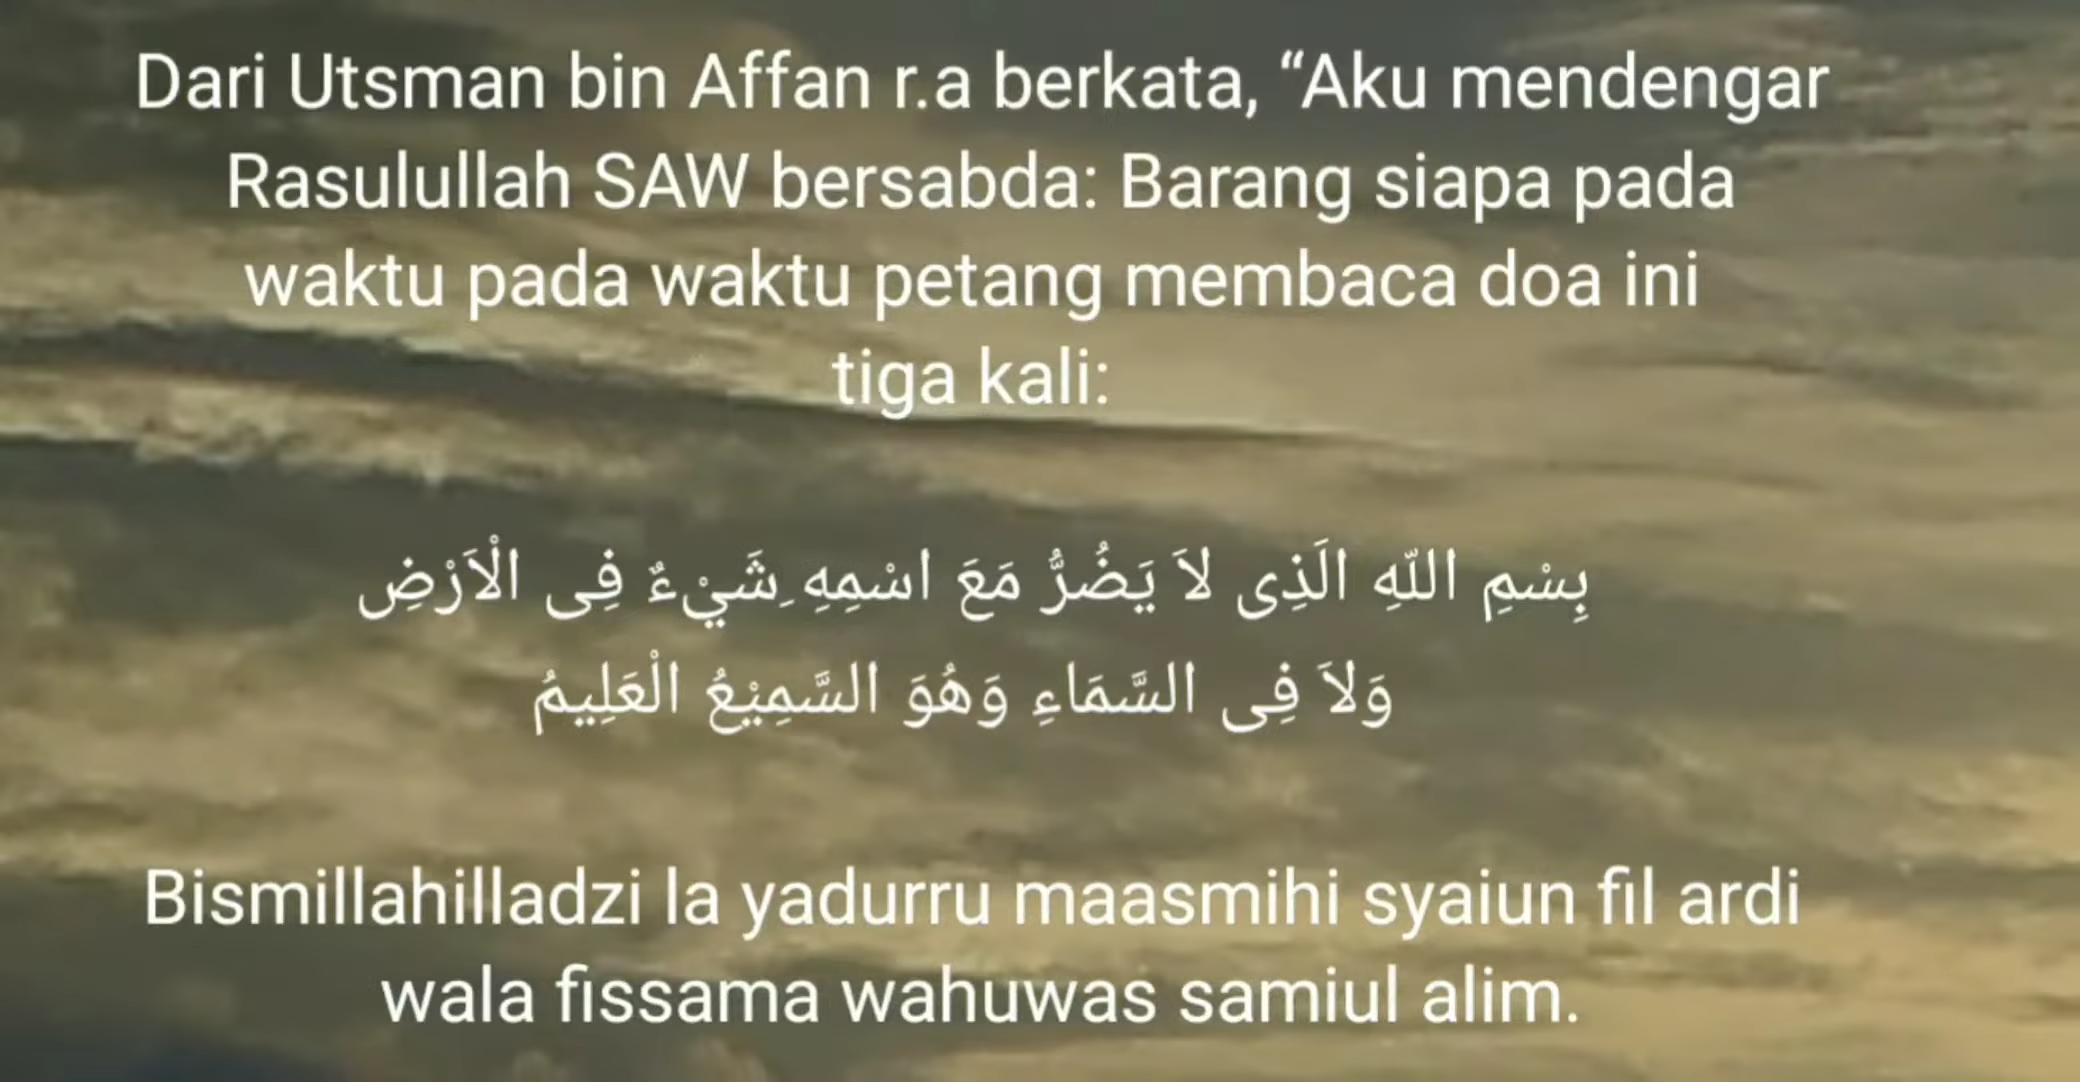 Dari Utsman bin Affan r.a berkata, “Aku mendengar
Rasulullah SAW bersabda: Barang siapa pada
waktu pada waktu petang membaca doa ini
tiga kali:
بِسْمِ اللّهِ الَّذِى لاَ يَضُرُّ مَعَ اسْمِهِ شَيْءٌ فِى الْاَرْضِ
وَلاَ فِى السَّمَاءِ وَهُوَ السَّمِيْعُ الْعَلِيمُ
Bismillahilladzi la yadurru maasmihi syaiun fil ardi
wala fissama wahuwas samiul alim.